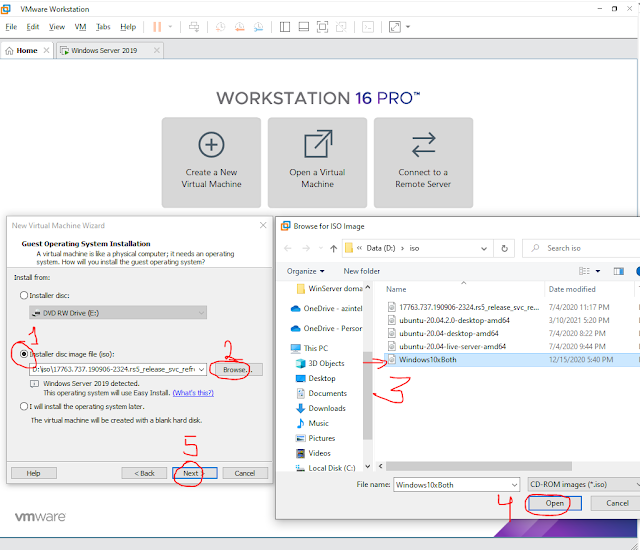 VMware Workstation
File Edit View VM Tabs Help
Home
Windows Server 2019
WORKSTATION 16 PRO™
Create a New
Virtual Machine
Open a Virtual
Machine
Connect to a
Remote Server
New Virtual Machine Wizard
Guest Operating System Installation
A virtual machine is like a physical computer; it needs an operating
system. How will you install the guest operating system?
Install from:
Installer disc:
DVD RW Drive (E:)
1
Installer disc image file (iso):
2
D:\iso\17763.737.190906-2324.rs5_release_svc_refre
Browse...
Windows Server 2019 detected.
This operating system will use Easy Install. (What's this?)
I will install the operating system later.
The virtual machine will be created with a blank hard disk.
5
Help
< Back
Next
Cancel
Browse for ISO Image
Data (D:) > iso
Search iso
Organize
New folder
Name
Date modified
WinServer doma
OneDrive - azintel
OneDrive - Person
This PC
3D Objects
Desktop
Documents
Downloads
Music
Pictures
Videos
Local Disk (C:)
17763.737.190906-2324.rs5_release_svc_re... 7/4/2020 11:17 PM
ubuntu-20.04.2.0-desktop-amd64 3/10/2021 5:20 PM
ubuntu-20.04-desktop-amd64 7/4/2020 8:22 PM
ubuntu-20.04-live-server-amd64 7/4/2020 9:44 PM
Windows10xBoth 12/15/2020 5:40 PM
3
File name: Windows10xBoth
CD-ROM images (*.iso)
4
Open
Cancel
vmware